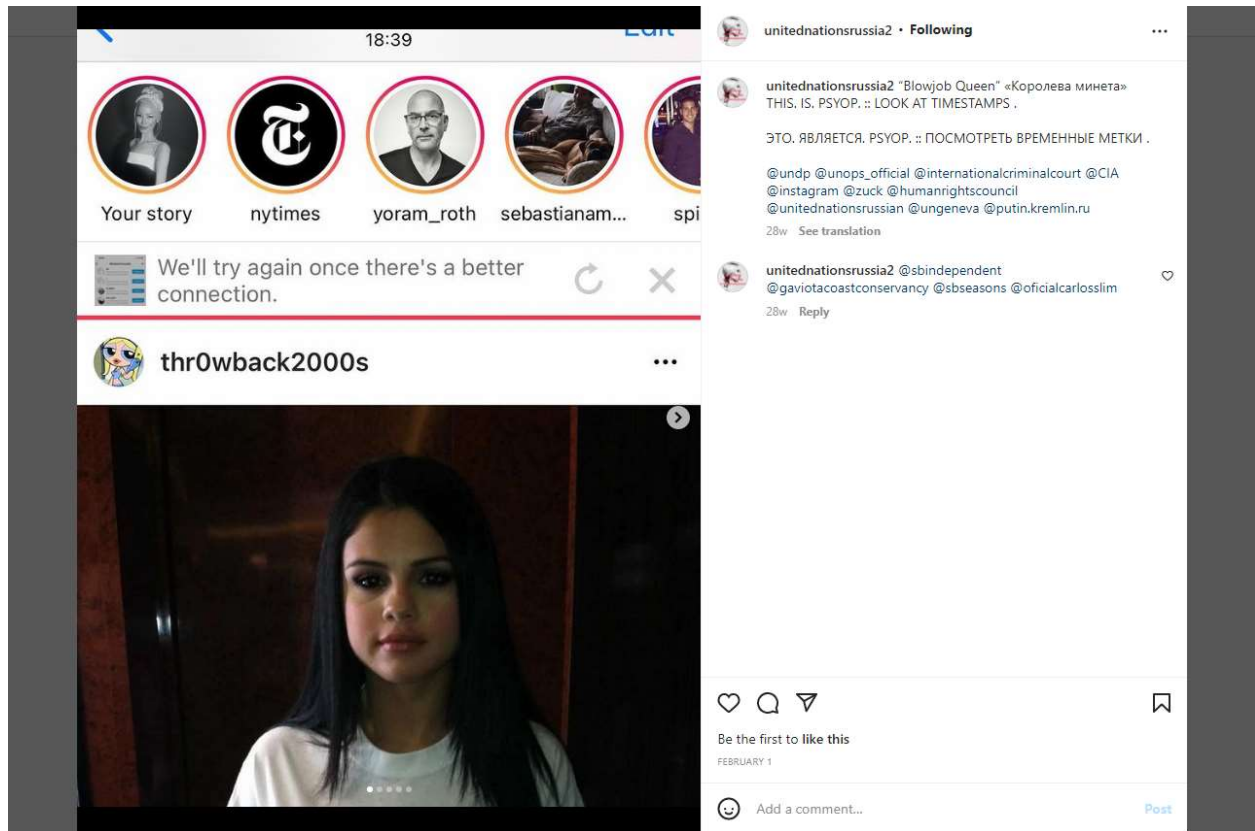 18:39
Edit
Your story
nytimes
yoram_roth
sebastianam...
spi
We'll try again once there's a better
connection.
thr0wback2000s
unitednationsrussia2 • Following
unitednationsrussia2 "Blowjob Queen" «Королева минета»
THIS. IS. PSYOP. :: LOOK AT TIMESTAMPS .
ЭТО. ЯВЛЯЕТСЯ. PSYOP. :: ПОСМОТРЕТЬ ВРЕМЕННЫЕ МЕТКИ .
@undp @unops_official @internationalcriminalcourt @CIA
@instagram @zuck @humanrightscouncil
@unitednationsrussian @ungeneva @putin.kremlin.ru
28w See translation
unitednationsrussia2 @sbindependent
@gaviotacoastconservancy @sbseasons @oficialcarlosslim
28w Reply
Be the first to like this
FEBRUARY 1
Add a comment...
Post